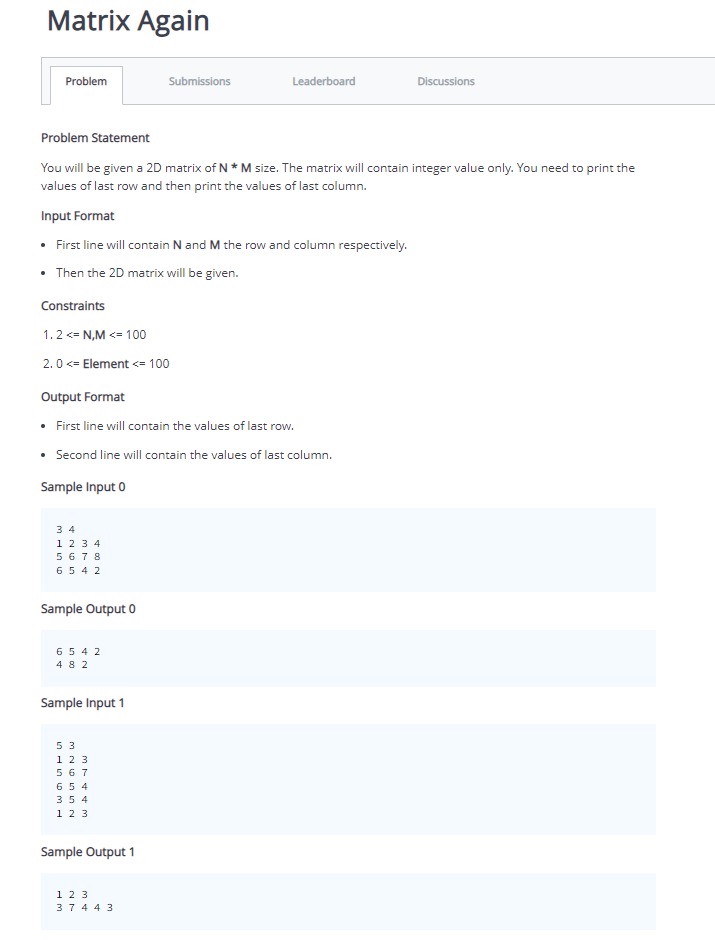 Matrix Again
Problem Submissions Leaderboard Discussions
Problem Statement
You will be given a 2D matrix of N * M size. The matrix will contain integer value only. You need to print the
values of last row and then print the values of last column.
Input Format
• First line will contain N and M the row and column respectively.
• Then the 2D matrix will be given.
Constraints
1. 2 <= N,M <= 100
2. 0 <= Element <= 100
Output Format
• First line will contain the values of last row.
• Second line will contain the values of last column.
Sample Input 0
3 4
1 2 3 4
5 6 7 8
6 5 4 2
Sample Output 0
6 5 4 2
4 8 2
Sample Input 1
5 3
1 2 3
5 6 7
6 5 4
3 5 4
1 2 3
Sample Output 1
1 2 3
3 7 4 4 3